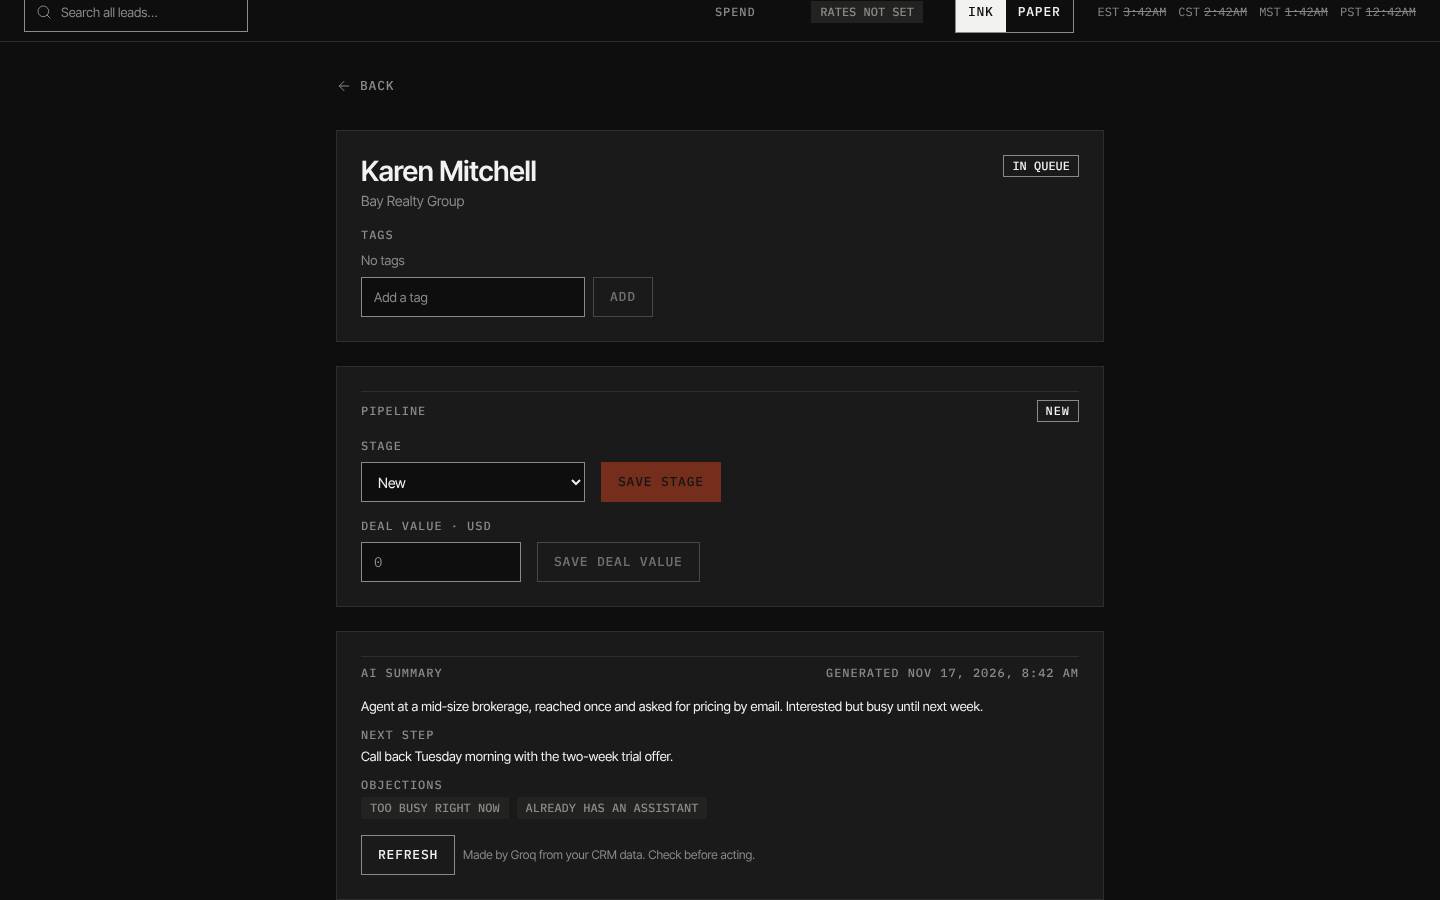 Search all leads...
SPEND
RATES NOT SET
INK
PAPER
EST 3:42AM CST 2:42AM MST 1:42AM PST 12:42AM
← BACK
Karen Mitchell
IN QUEUE
Bay Realty Group
TAGS
No tags
Add a tag
ADD
PIPELINE
NEW
STAGE
New
SAVE STAGE
DEAL VALUE · USD
0
SAVE DEAL VALUE
AI SUMMARY
GENERATED NOV 17, 2026, 8:42 AM
Agent at a mid-size brokerage, reached once and asked for pricing by email. Interested but busy until next week.
NEXT STEP
Call back Tuesday morning with the two-week trial offer.
OBJECTIONS
TOO BUSY RIGHT NOW
ALREADY HAS AN ASSISTANT
REFRESH
Made by Groq from your CRM data. Check before acting.